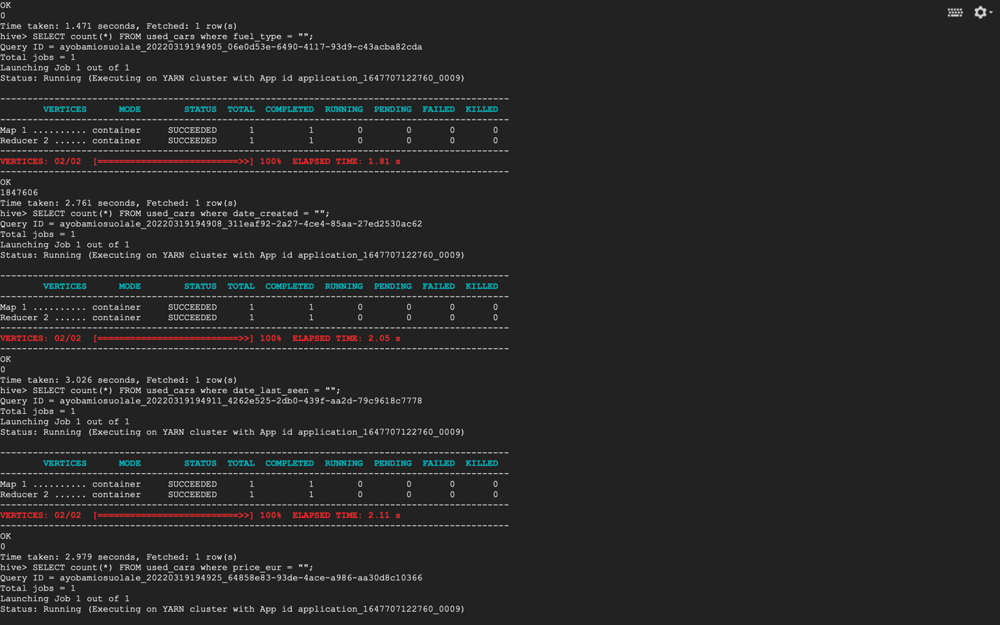 OK
0
Time taken: 1.471 seconds, Fetched: 1 row(s)
hive> SELECT count(*) FROM used_cars where fuel_type = "";
Query ID = ayobamiosuolale_20220319194905_06e0d53e-6490-4117-93d9-c43acba82cda
Total jobs = 1
Launching Job 1 out of 1
Status: Running (Executing on YARN cluster with App id application_1647707122760_0009)

----------------------------------------------------------------------------------------------
        VERTICES      MODE        STATUS  TOTAL  COMPLETED  RUNNING  PENDING  FAILED  KILLED
----------------------------------------------------------------------------------------------
Map 1 .......... container     SUCCEEDED      1          1        0        0       0       0
Reducer 2 ...... container     SUCCEEDED      1          1        0        0       0       0
----------------------------------------------------------------------------------------------
VERTICES: 02/02  [==========================>>] 100%  ELAPSED TIME: 1.81 s
----------------------------------------------------------------------------------------------
OK
1847606
Time taken: 2.761 seconds, Fetched: 1 row(s)
hive> SELECT count(*) FROM used_cars where date_created = "";
Query ID = ayobamiosuolale_20220319194908_311eaf92-2a27-4ce4-85aa-27ed2530ac62
Total jobs = 1
Launching Job 1 out of 1
Status: Running (Executing on YARN cluster with App id application_1647707122760_0009)

----------------------------------------------------------------------------------------------
        VERTICES      MODE        STATUS  TOTAL  COMPLETED  RUNNING  PENDING  FAILED  KILLED
----------------------------------------------------------------------------------------------
Map 1 .......... container     SUCCEEDED      1          1        0        0       0       0
Reducer 2 ...... container     SUCCEEDED      1          1        0        0       0       0
----------------------------------------------------------------------------------------------
VERTICES: 02/02  [==========================>>] 100%  ELAPSED TIME: 2.05 s
----------------------------------------------------------------------------------------------
OK
0
Time taken: 3.026 seconds, Fetched: 1 row(s)
hive> SELECT count(*) FROM used_cars where date_last_seen = "";
Query ID = ayobamiosuolale_20220319194911_4262e525-2db0-439f-aa2d-79c9618c7778
Total jobs = 1
Launching Job 1 out of 1
Status: Running (Executing on YARN cluster with App id application_1647707122760_0009)

----------------------------------------------------------------------------------------------
        VERTICES      MODE        STATUS  TOTAL  COMPLETED  RUNNING  PENDING  FAILED  KILLED
----------------------------------------------------------------------------------------------
Map 1 .......... container     SUCCEEDED      1          1        0        0       0       0
Reducer 2 ...... container     SUCCEEDED      1          1        0        0       0       0
----------------------------------------------------------------------------------------------
VERTICES: 02/02  [==========================>>] 100%  ELAPSED TIME: 2.11 s
----------------------------------------------------------------------------------------------
OK
0
Time taken: 2.979 seconds, Fetched: 1 row(s)
hive> SELECT count(*) FROM used_cars where price_eur = "";
Query ID = ayobamiosuolale_20220319194925_64858e83-93de-4ace-a986-aa30d8c10366
Total jobs = 1
Launching Job 1 out of 1
Status: Running (Executing on YARN cluster with App id application_1647707122760_0009)